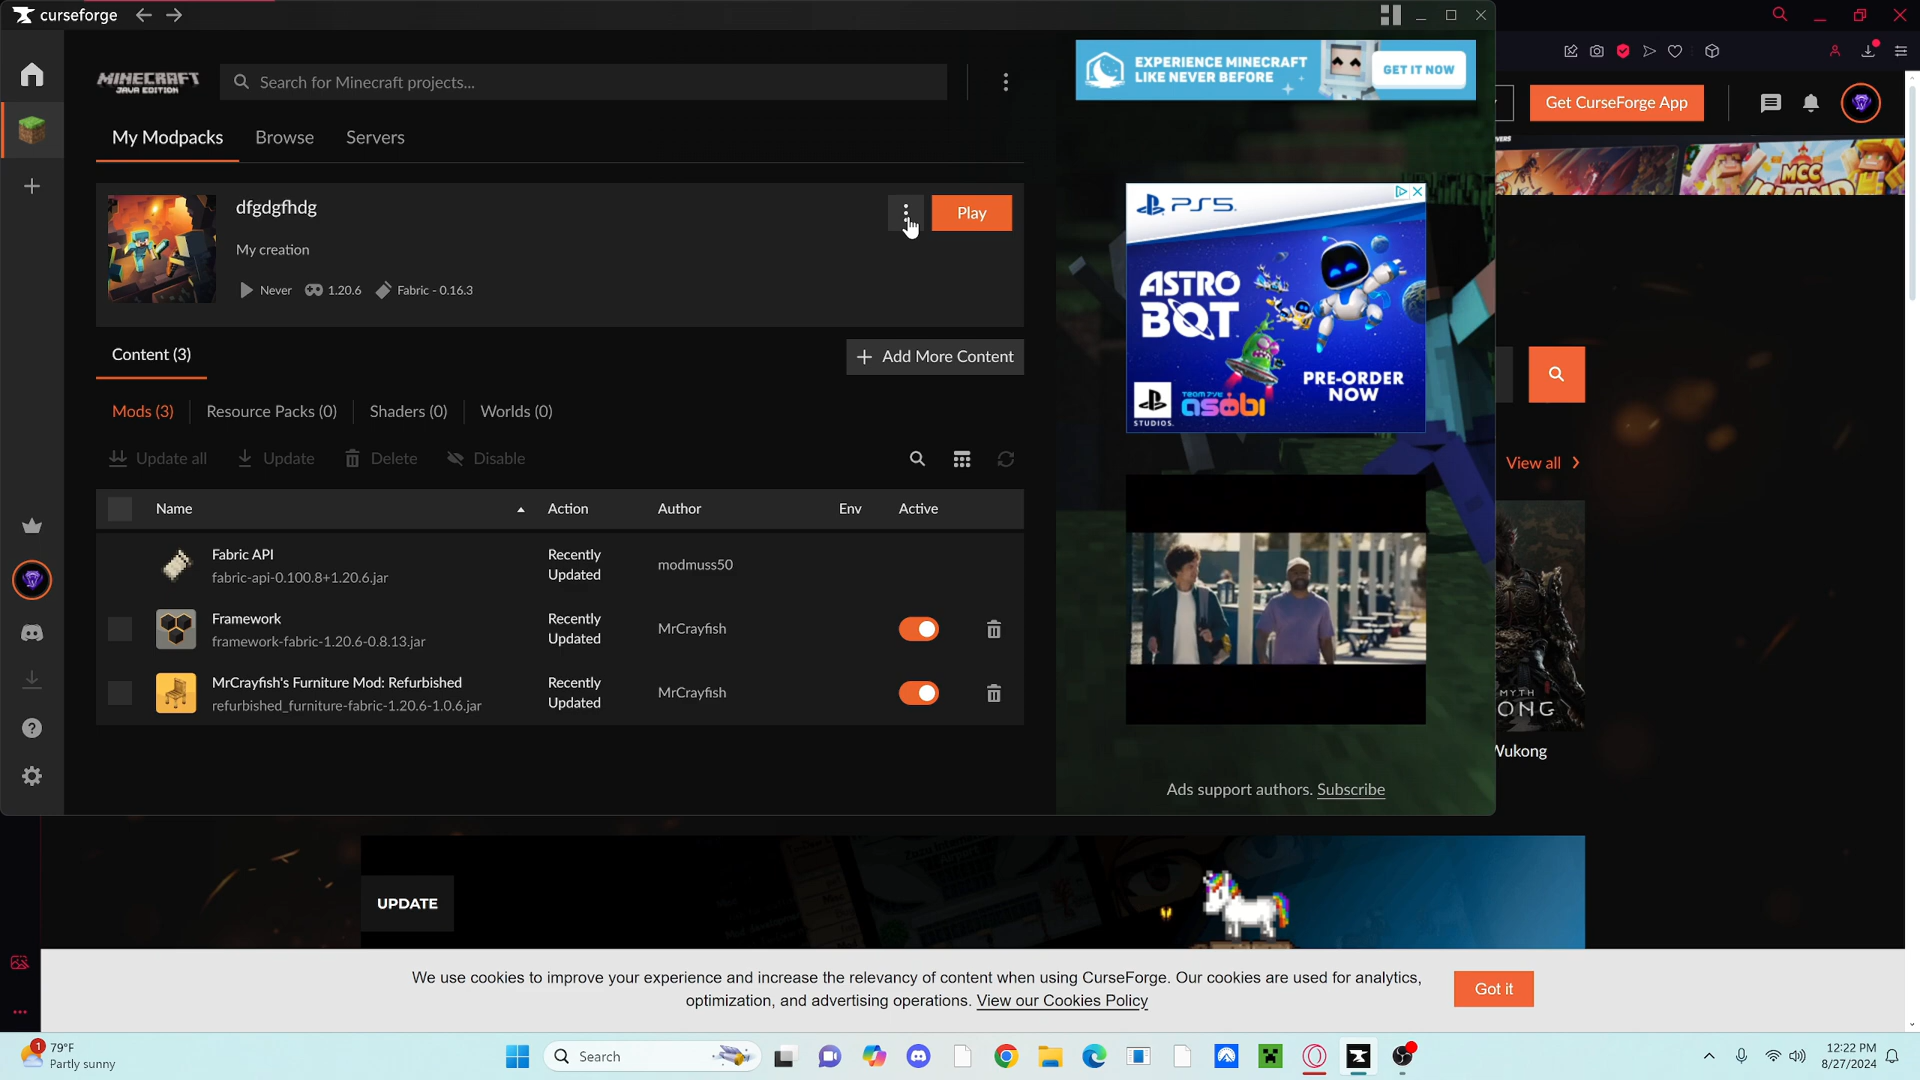 curseforge
MINECRAFT
JAVA EDITION
Search for Minecraft projects...
EXPERIENCE MINECRAFT
LIKE NEVER BEFORE
GET IT NOW
Get CurseForge App
My Modpacks
Browse
Servers
MCC
ISLAND
dfgdgfhdg
Play
My creation
Never
1.20.6
Fabric - 0.16.3
PS5
ASTRO
BOT
PRE-ORDER
NOW
PlayStation
STUDIOS.
TEAM
asobi
Content (3)
Add More Content
Mods (3)
Resource Packs (0)
Shaders (0)
Worlds (0)
Update all
Update
Delete
Disable
View all
Name
Action
Author
Env
Active
Fabric API
fabric-api-0.100.8+1.20.6.jar
Recently
Updated
modmuss50
Framework
framework-fabric-1.20.6-0.8.13.jar
Recently
Updated
MrCrayfish
MrCrayfish's Furniture Mod: Refurbished
refurbished_furniture-fabric-1.20.6-1.0.6.jar
Recently
Updated
MrCrayfish
MYTH
ONG
Wukong
Ads support authors. Subscribe
UPDATE
We use cookies to improve your experience and increase the relevancy of content when using CurseForge. Our cookies are used for analytics,
optimization, and advertising operations. View our Cookies Policy
Got it
1
79°F
Partly sunny
Search
12:22 PM
8/27/2024